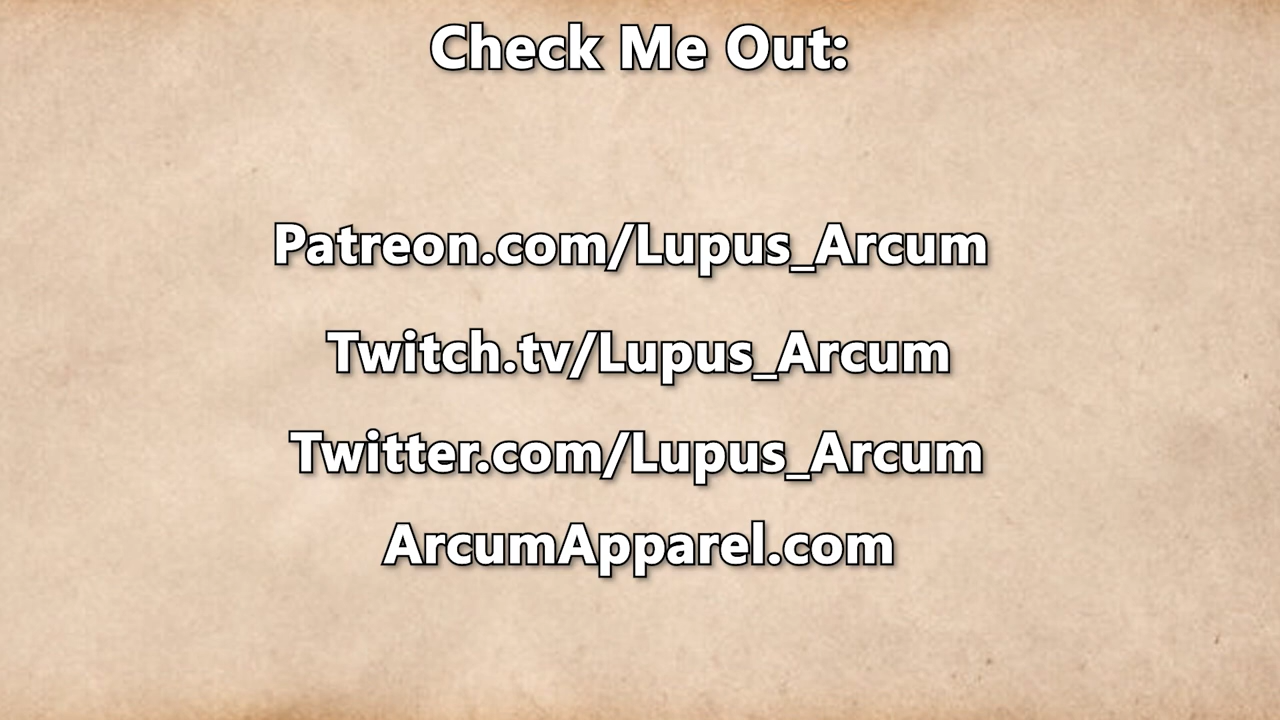 Check Me Out:
Patreon.com/Lupus_Arcum
Twitch.tv/Lupus_Arcum
Twitter.com/Lupus_Arcum
ArcumApparel.com